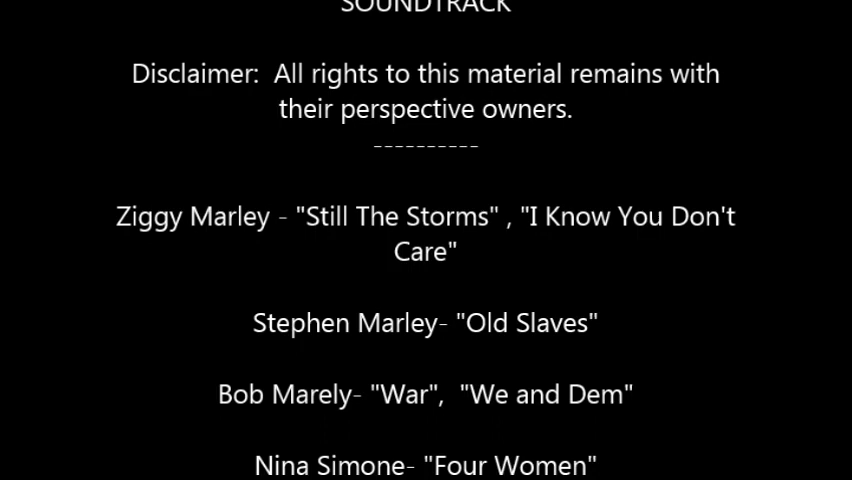 SOUNDTRACK
Disclaimer:  All rights to this material remains with
their perspective owners.
----------
Ziggy Marley - "Still The Storms" , "I Know You Don't
Care"
Stephen Marley- "Old Slaves"
Bob Marely- "War",  "We and Dem"
Nina Simone- "Four Women"